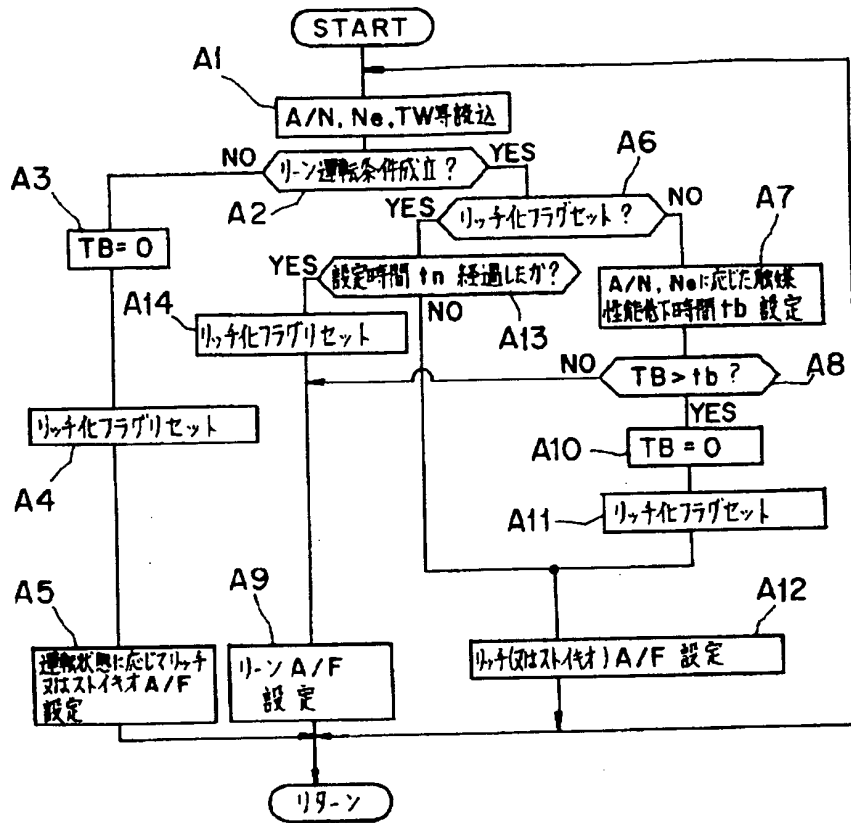 START
A1
A/N, Ne, TW等読込
NO
リーン運転条件成立?
YES
A2
A3
TB=0
A6
YES
リッチ化フラグセット?
NO
A7
A/N, Neに応じた触媒
性能低下時間tb 設定
YES
設定時間 tn 経過したか?
NO
A13
A14
リッチ化フラグリセット
NO
TB>tb?
A8
YES
A10
TB=0
リッチ化フラグリセット
A4
A11
リッチ化フラグセット
A5
運転状態に応じてリッチ
又はストイキオA/F
設定
A9
リーン A/F
設定
A12
リッチ(又はストイキオ)A/F 設定
リターン